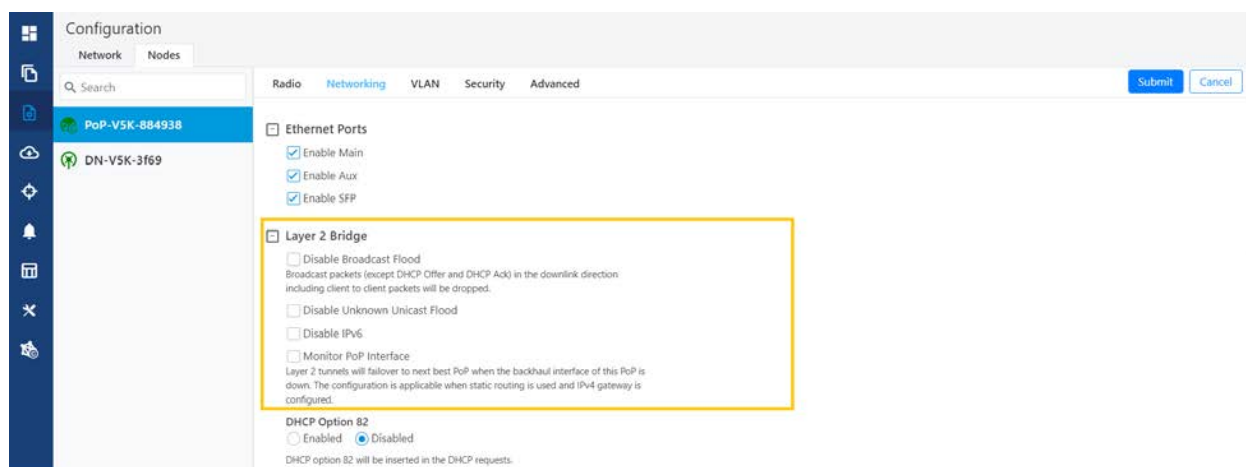 Configuration
Network Nodes
Search
Radio Networking VLAN Security Advanced
Submit Cancel
PoP-V5K-884938
DN-V5K-3f69
Ethernet Ports
Enable Main
Enable Aux
Enable SFP
Layer 2 Bridge
Disable Broadcast Flood
Broadcast packets (except DHCP Offer and DHCP Ack) in the downlink direction
including client to client packets will be dropped.
Disable Unknown Unicast Flood
Disable IPv6
Monitor PoP Interface
Layer 2 tunnels will failover to next best PoP when the backhaul interface of this PoP is
down. The configuration is applicable when static routing is used and IPv4 gateway is
configured.
DHCP Option 82
Enabled Disabled
DHCP option 82 will be inserted in the DHCP requests.